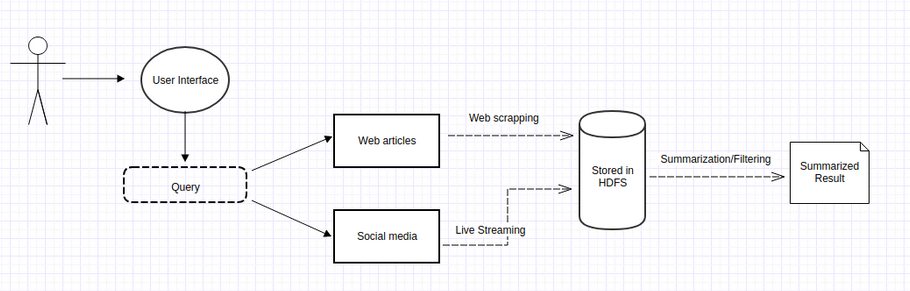 User Interface
Query
Web articles
Social media
Web scrapping
Live Streaming
Stored in
HDFS
Summarization/Filtering
Summarized
Result